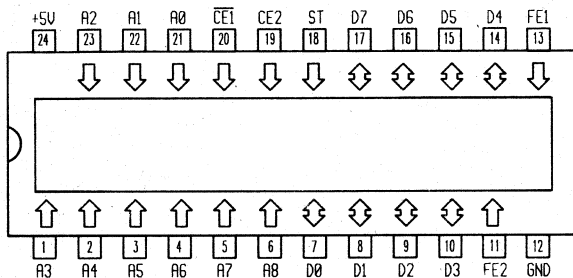 +5V A2 A1 A0 CE1 CE2 ST D7 D6 D5 D4 FE1
24 23 22 21 20 19 18 17 16 15 14 13
1 2 3 4 5 6 7 8 9 10 11 12
A3 A4 A5 A6 A7 A8 D0 D1 D2 D3 FE2 GND